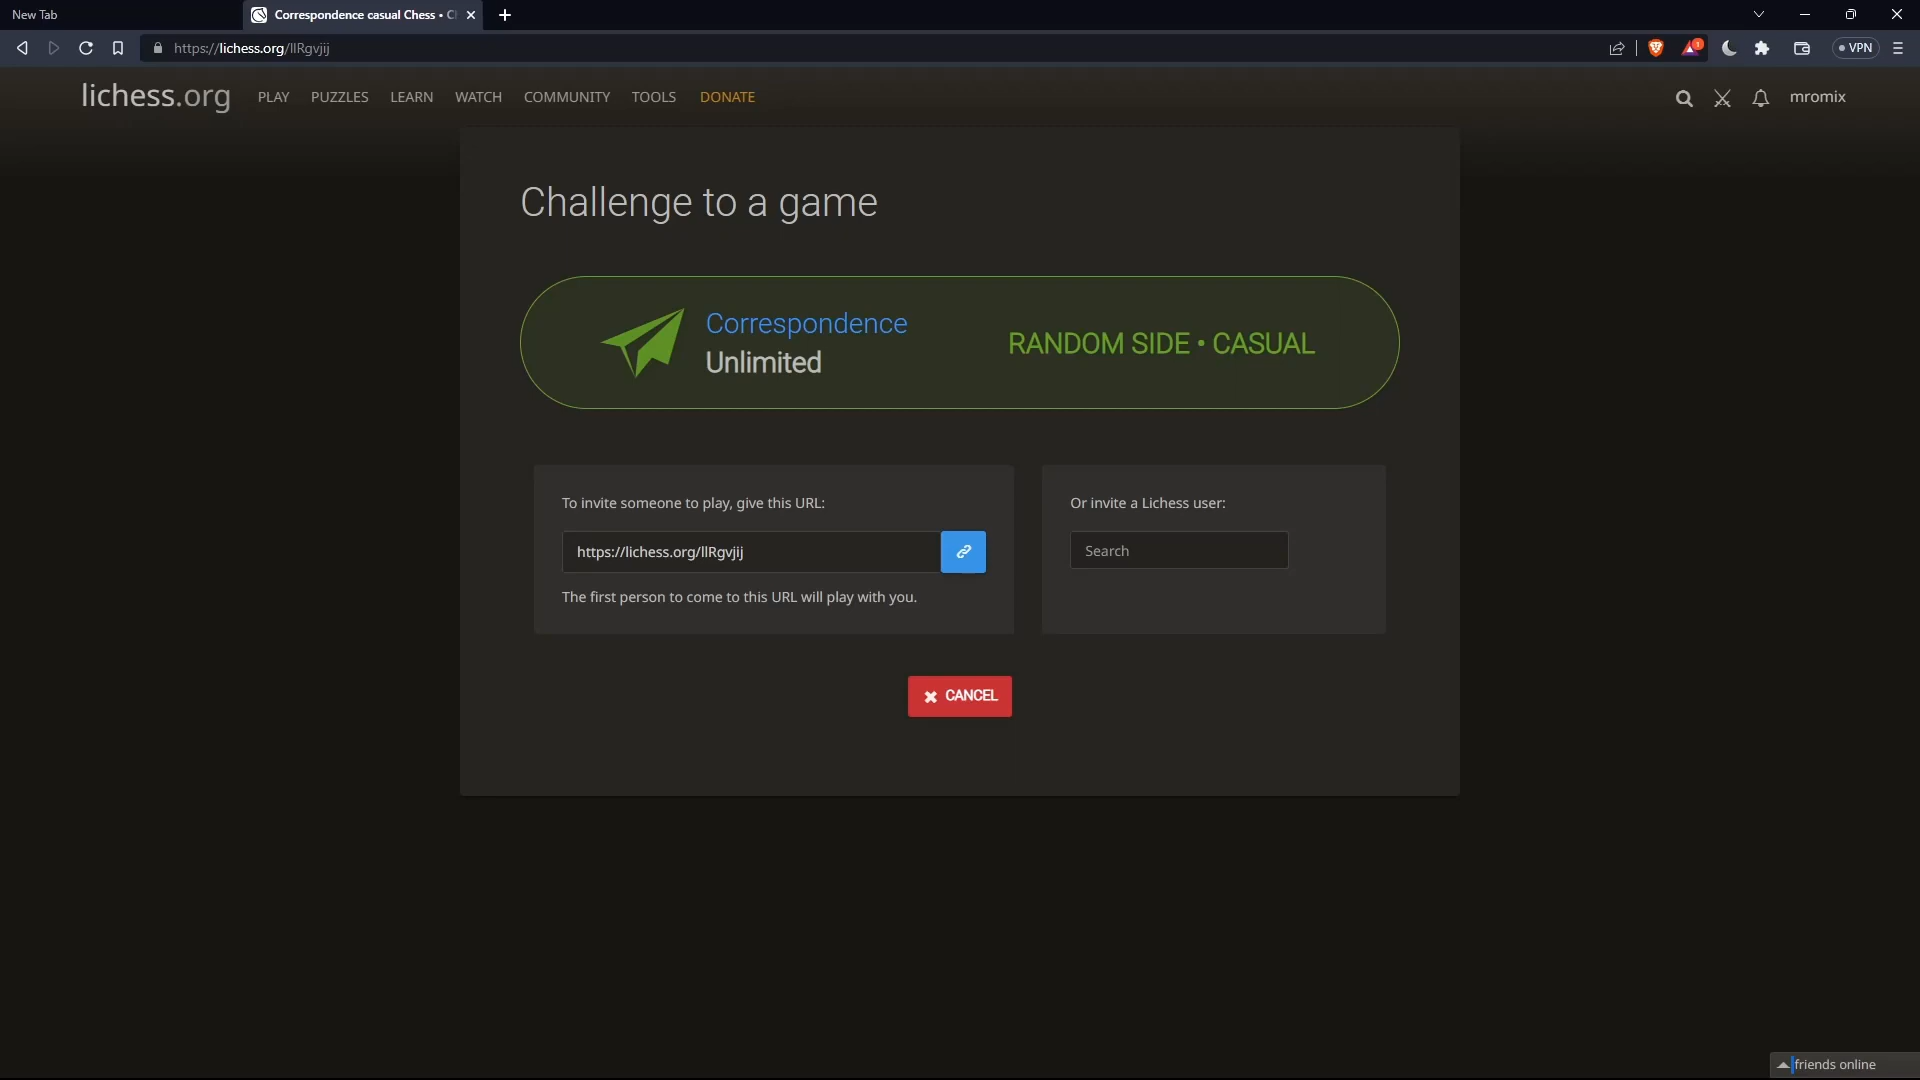 New Tab
Correspondence casual Chess • C
https://lichess.org/llRgvjij
1
VPN
lichess.org
PLAY
PUZZLES
LEARN
WATCH
COMMUNITY
TOOLS
DONATE
mromix
Challenge to a game
Correspondence
Unlimited
RANDOM SIDE • CASUAL
To invite someone to play, give this URL:
https://lichess.org/llRgvjij
The first person to come to this URL will play with you.
Or invite a Lichess user:
Search
CANCEL
friends online